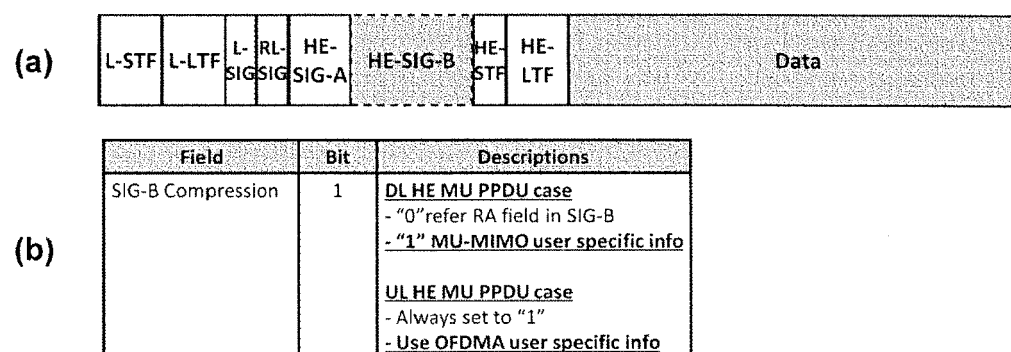 (a)
L-STF L-LTF L-SIG RL-SIG HE-SIG-A HE-SIG-B HE-STF HE-LTF Data
(b)
Field Bit Descriptions
SIG-B Compression 1 DL HE MU PPDU case
- "0"refer RA field in SIG-B
- "1" MU-MIMO user specific info
UL HE MU PPDU case
- Always set to "1"
- Use OFDMA user specific info